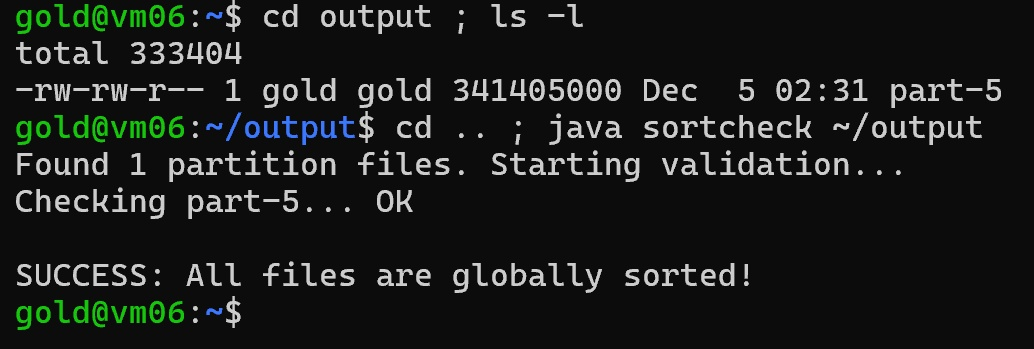 gold@vm06:~$ cd output ; ls -l
total 333404
-rw-rw-r-- 1 gold gold 341405000 Dec  5 02:31 part-5
gold@vm06:~/output$ cd .. ; java sortcheck ~/output
Found 1 partition files. Starting validation...
Checking part-5... OK
SUCCESS: All files are globally sorted!
gold@vm06:~$